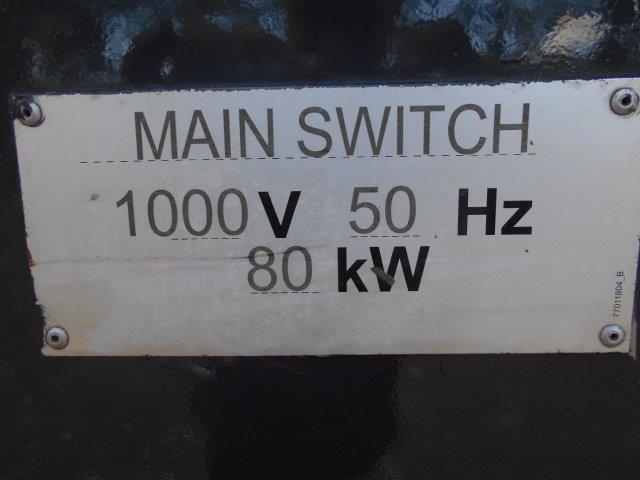 MAIN SWITCH
1000 V 50 Hz
80 kW
77011804_B